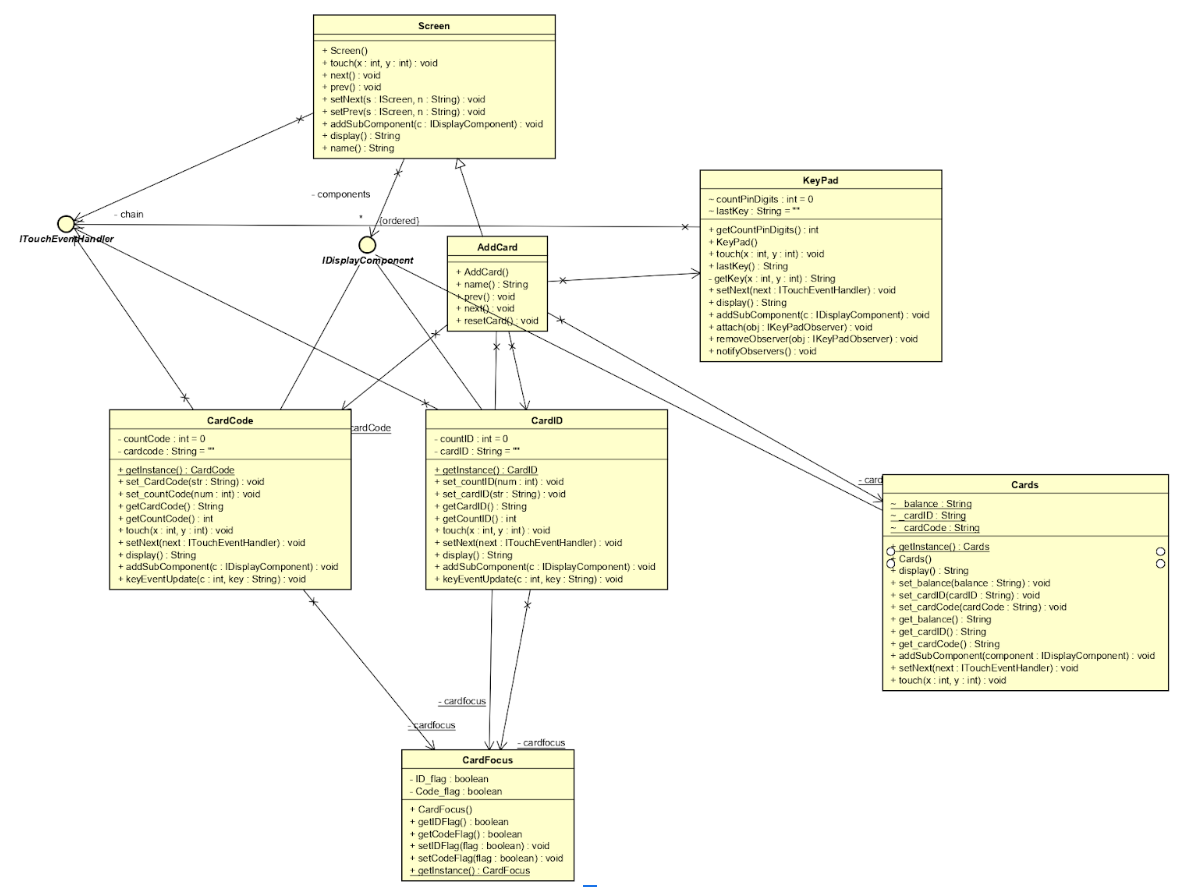 Screen
+ Screen()
+ touch(x : int, y : int) : void
+ next() : void
+ prev() : void
+ setNext(s : IScreen, n : String) : void
+ setPrev(s : IScreen, n : String) : void
+ addSubComponent(c : IDisplayComponent) : void
+ display() : String
+ name() : String
- components
- chain
*
{ordered}
ITouchEventHandler
IDisplayComponent
KeyPad
~ countPinDigits : int = 0
~ lastKey : String = ""
+ getCountPinDigits() : int
+ KeyPad()
+ touch(x : int, y : int) : void
+ lastKey() : String
- getKey(x : int, y : int) : String
+ setNext(next : ITouchEventHandler) : void
+ display() : String
+ addSubComponent(c : IDisplayComponent) : void
+ attach(obj : IKeyPadObserver) : void
+ removeObserver(obj : IKeyPadObserver) : void
+ notifyObservers() : void
AddCard
+ AddCard()
+ name() : String
+ prev() : void
+ next() : void
+ resetCard() : void
CardCode
- countCode : int = 0
- cardcode : String = ""
+ getInstance() : CardCode
+ set_CardCode(str : String) : void
+ set_countCode(num : int) : void
+ getCardCode() : String
+ getCountCode() : int
+ touch(x : int, y : int) : void
+ setNext(next : ITouchEventHandler) : void
+ display() : String
+ addSubComponent(c : IDisplayComponent) : void
+ keyEventUpdate(c : int, key : String) : void
cardCode
CardID
- countID : int = 0
- cardID : String = ""
+ getInstance() : CardID
+ set_countID(num : int) : void
+ set_cardID(str : String) : void
+ getCardID() : String
+ getCountID() : int
+ touch(x : int, y : int) : void
+ setNext(next : ITouchEventHandler) : void
+ display() : String
+ addSubComponent(c : IDisplayComponent) : void
+ keyEventUpdate(c : int, key : String) : void
- card
Cards
~ _balance : String
~ _cardID : String
~ _cardCode : String
+ getInstance() : Cards
+ Cards()
+ display() : String
+ set_balance(balance : String) : void
+ set_cardID(cardID : String) : void
+ set_cardCode(cardCode : String) : void
+ get_balance() : String
+ get_cardID() : String
+ get_cardCode() : String
+ addSubComponent(component : IDisplayComponent) : void
+ setNext(next : ITouchEventHandler) : void
+ touch(x : int, y : int) : void
- cardfocus
- cardfocus
- cardfocus
CardFocus
- ID_flag : boolean
- Code_flag : boolean
+ CardFocus()
+ getIDFlag() : boolean
+ getCodeFlag() : boolean
+ setIDFlag(flag : boolean) : void
+ setCodeFlag(flag : boolean) : void
+ getInstance() : CardFocus